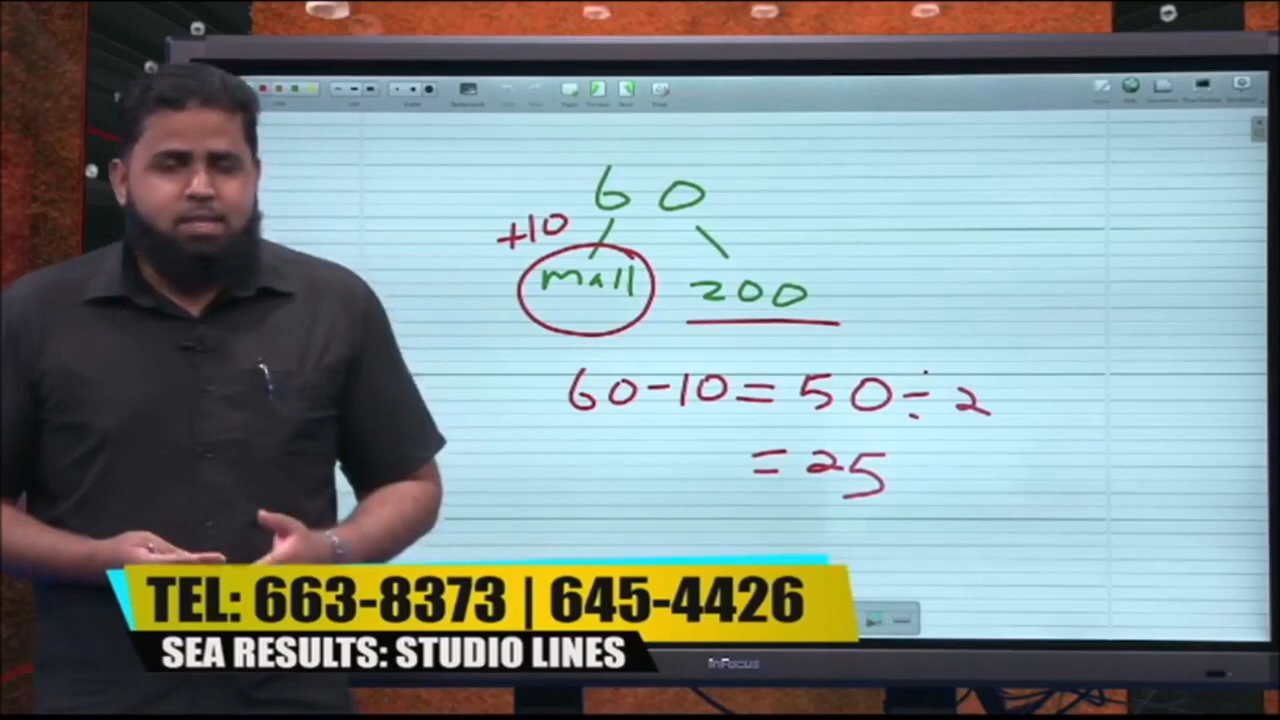 60
+10
mall 200
60-10=50÷2
=25
TEL: 663-8373 | 645-4426
SEA RESULTS: STUDIO LINES
InFocus